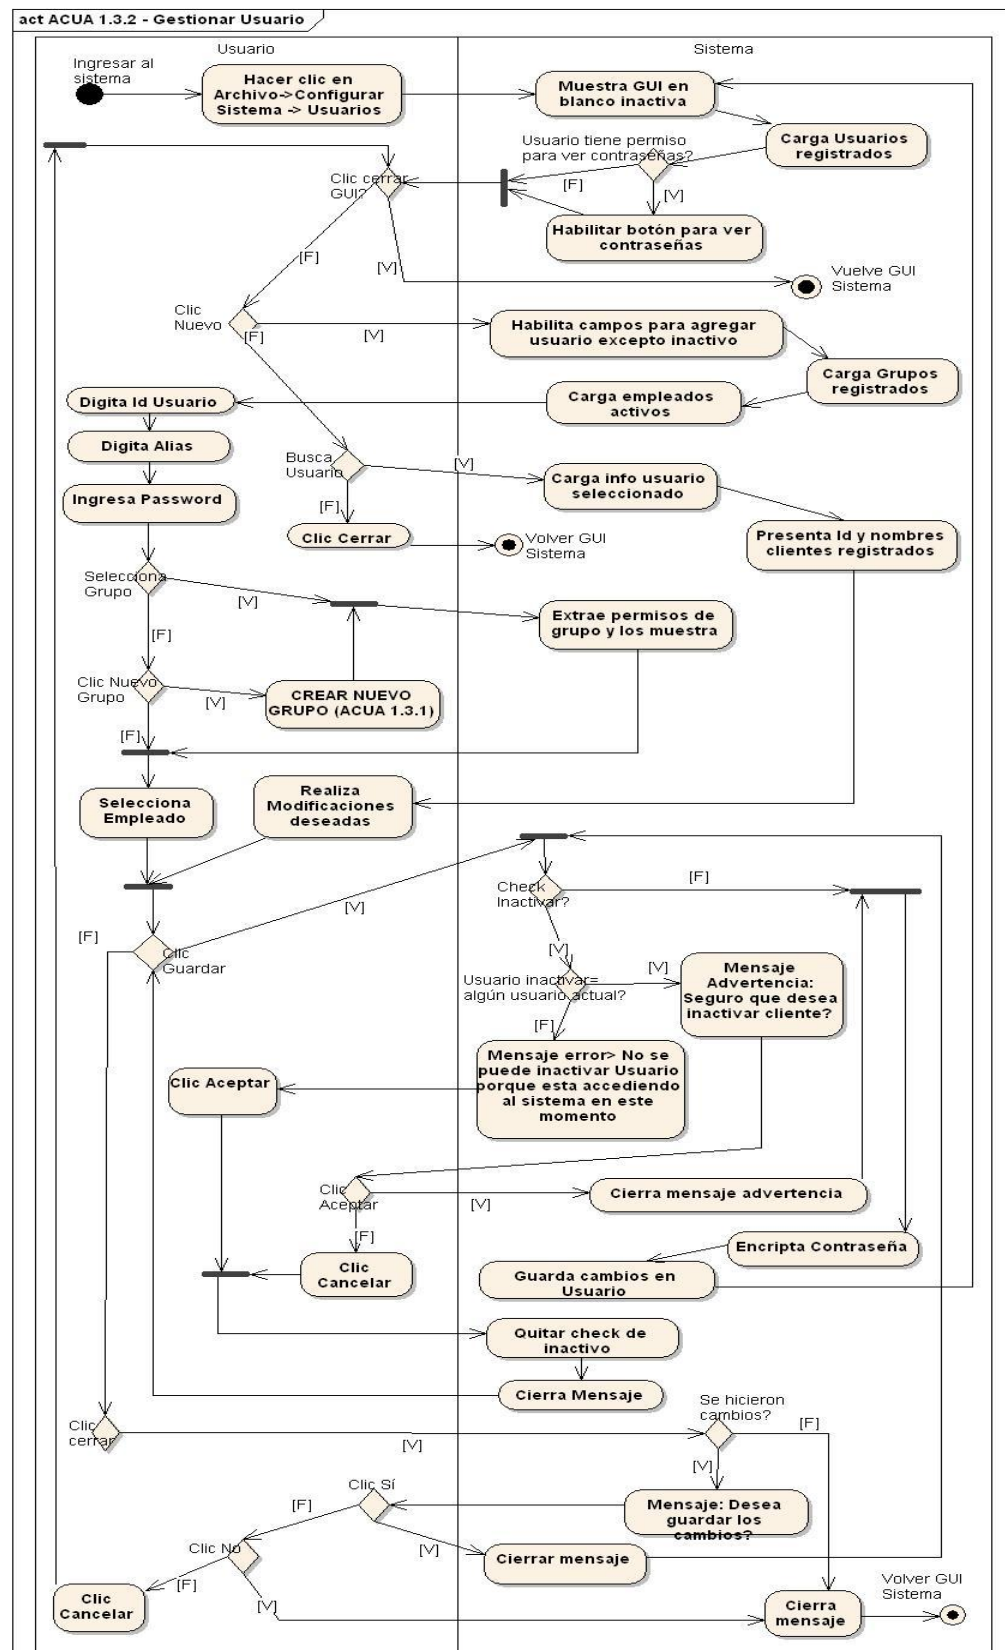 act ACUA 1.3.2 - Gestionar Usuario
Usuario
Sistema
Ingresar al
sistema
Hacer clic en
Archivo->Configurar
Sistema -> Usuarios
Muestra GUI en
blanco inactiva
Carga Usuarios
registrados
Usuario tiene permiso
para ver contraseñas?
[F]
[V]
Habilitar botón para ver
contraseñas
Clic cerrar
GUI?
[F]
[V]
Vuelve GUI
Sistema
Clic
Nuevo
[F]
[V]
Habilita campos para agregar
usuario excepto inactivo
Carga Grupos
registrados
Carga empleados
activos
Digita Id Usuario
Digita Alias
Ingresa Password
Busca
Usuario
[V]
[F]
Carga info usuario
seleccionado
Clic Cerrar
Volver GUI
Sistema
Presenta Id y nombres
clientes registrados
Selecciona
Grupo
[V]
[F]
Extrae permisos de
grupo y los muestra
Clic Nuevo
Grupo
[V]
[F]
CREAR NUEVO
GRUPO (ACUA 1.3.1)
Selecciona
Empleado
Realiza
Modificaciones
deseadas
Check
Inactivar?
[F]
[V]
Clic
Guardar
[F]
[V]
Usuario inactivar=
algún usuario actual?
[V]
[F]
Mensaje
Advertencia:
Seguro que desea
inactivar cliente?
Mensaje error> No se
puede inactivar Usuario
porque esta accediendo
al sistema en este
momento
Clic Aceptar
Clic
Aceptar
[V]
[F]
Cierra mensaje advertencia
Clic
Cancelar
Encripta Contraseña
Guarda cambios en
Usuario
Quitar check de
inactivo
Cierra Mensaje
Clic
cerrar
[V]
Se hicieron
cambios?
[F]
[V]
Mensaje: Desea
guardar los
cambios?
Clic Sí
[F]
[V]
Cierrar mensaje
Clic No
[F]
[V]
Clic
Cancelar
Cierra
mensaje
Volver GUI
Sistema